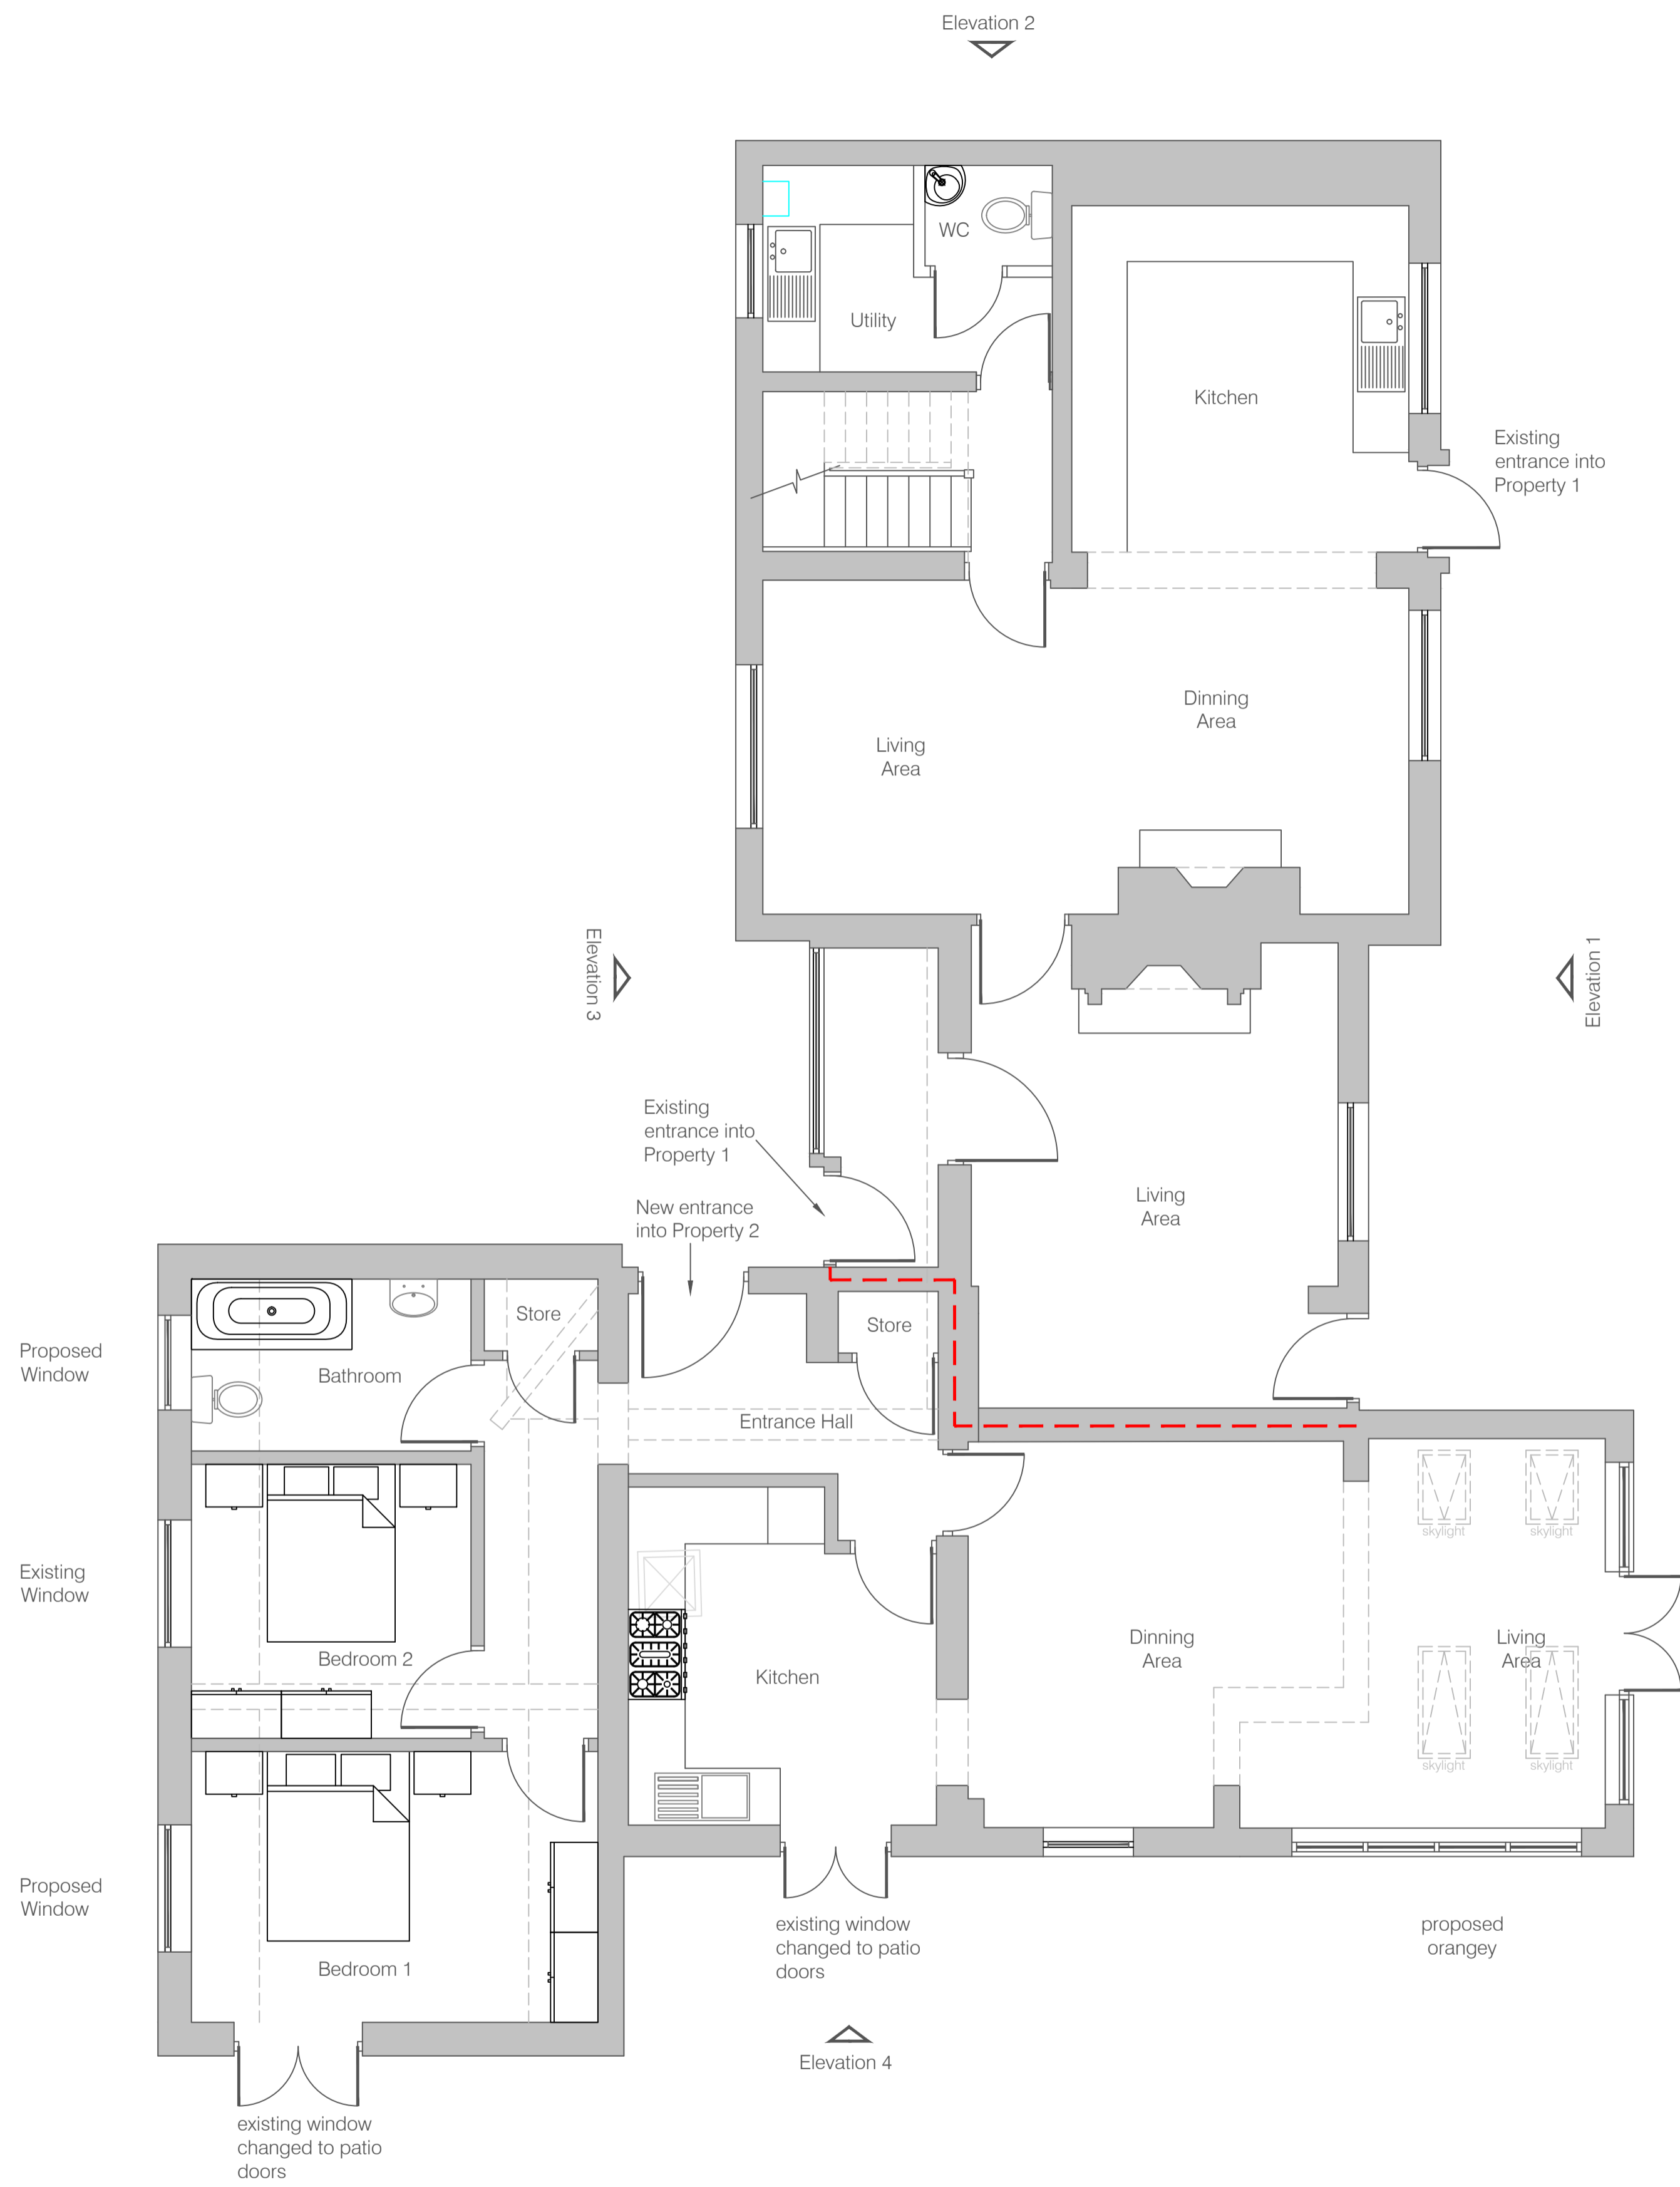 Elevation 2
WC
Utility
Kitchen
Existing
entrance into
Property 1
Dinning
Area
Living
Area
Elevation 3
Elevation 1
Existing
entrance into
Property 1
New entrance
into Property 2
Living
Area
Store
Store
Proposed
Window
Bathroom
Entrance Hall
skylight
skylight
Existing
Window
Bedroom 2
Kitchen
Dinning
Area
Living
Area
skylight
skylight
Proposed
Window
Bedroom 1
existing window
changed to patio
doors
proposed
orangey
Elevation 4
existing window
changed to patio
doors